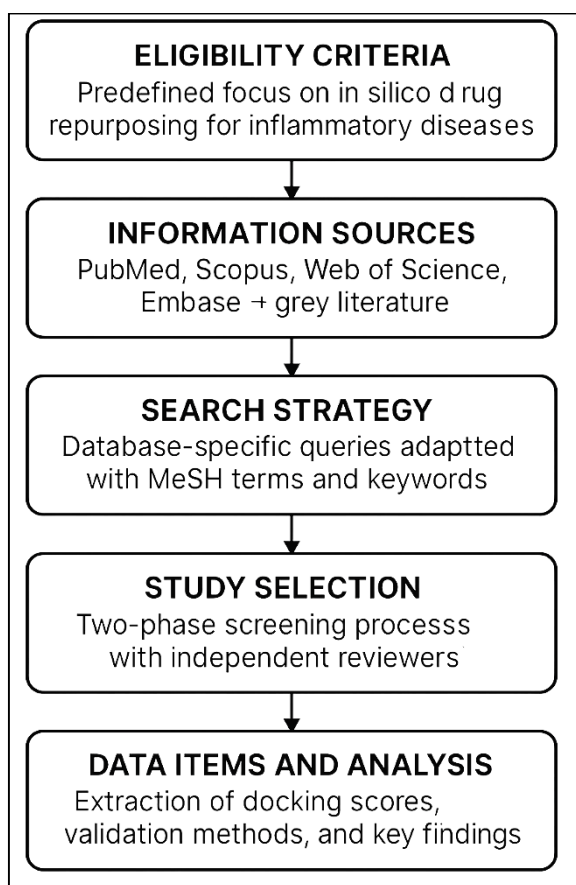 ELIGIBILITY CRITERIA
Predefined focus on in silico drug
repurposing for inflammatory diseases
INFORMATION SOURCES
PubMed, Scopus, Web of Science,
Embase + grey literature
SEARCH STRATEGY
Database-specific queries adaptted
with MeSH terms and keywords
STUDY SELECTION
Two-phase screening processs
with independent reviewers
DATA ITEMS AND ANALYSIS
Extraction of docking scores,
validation methods, and key findings